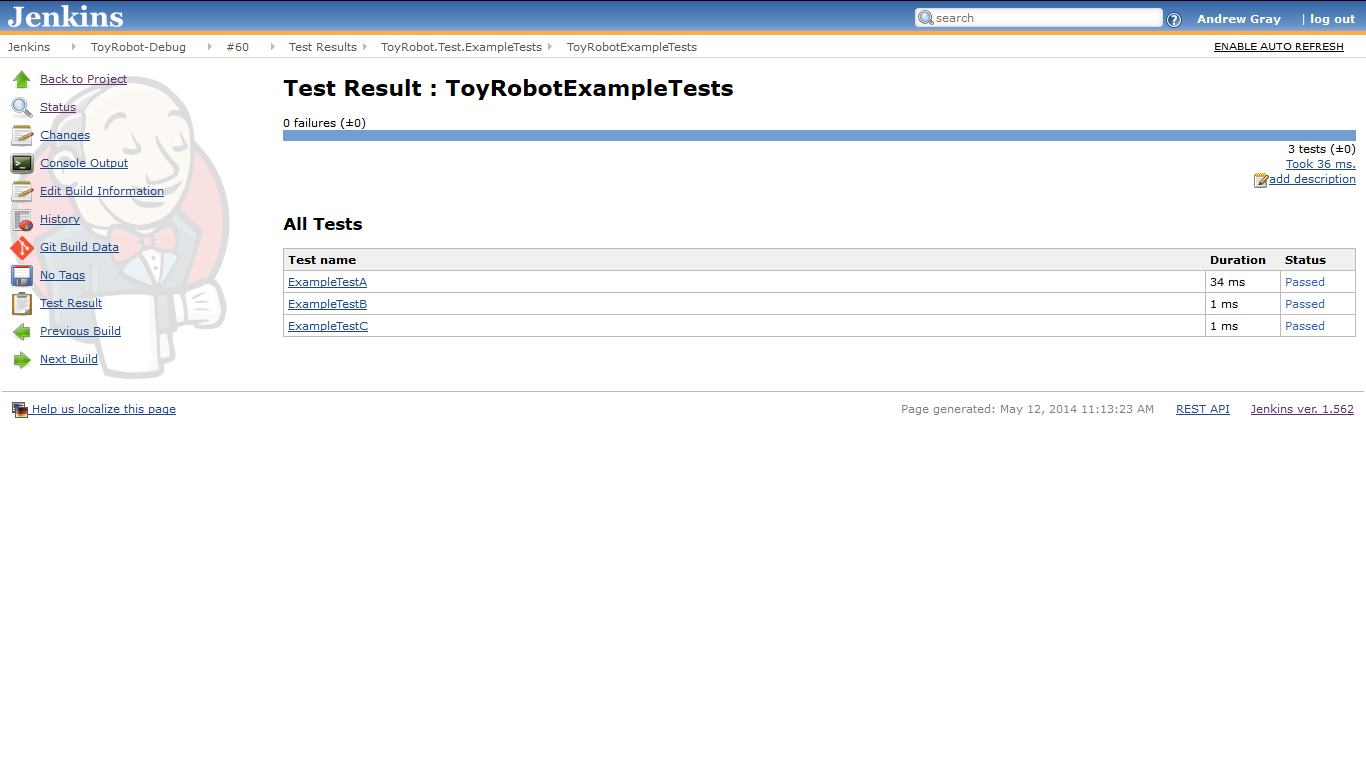 Jenkins
search
Andrew Gray | log out
Jenkins ToyRobot-Debug #60 Test Results ToyRobot.Test.ExampleTests ToyRobotExampleTests ENABLE AUTO REFRESH
Back to Project
Status
Changes
Console Output
Edit Build Information
History
Git Build Data
No Tags
Test Result
Previous Build
Next Build
Test Result : ToyRobotExampleTests
0 failures (±0)
3 tests (±0)
Took 36 ms.
add description
All Tests
Test name Duration Status
ExampleTestA 34 ms Passed
ExampleTestB 1 ms Passed
ExampleTestC 1 ms Passed
Help us localize this page Page generated: May 12, 2014 11:13:23 AM REST API Jenkins ver. 1.562